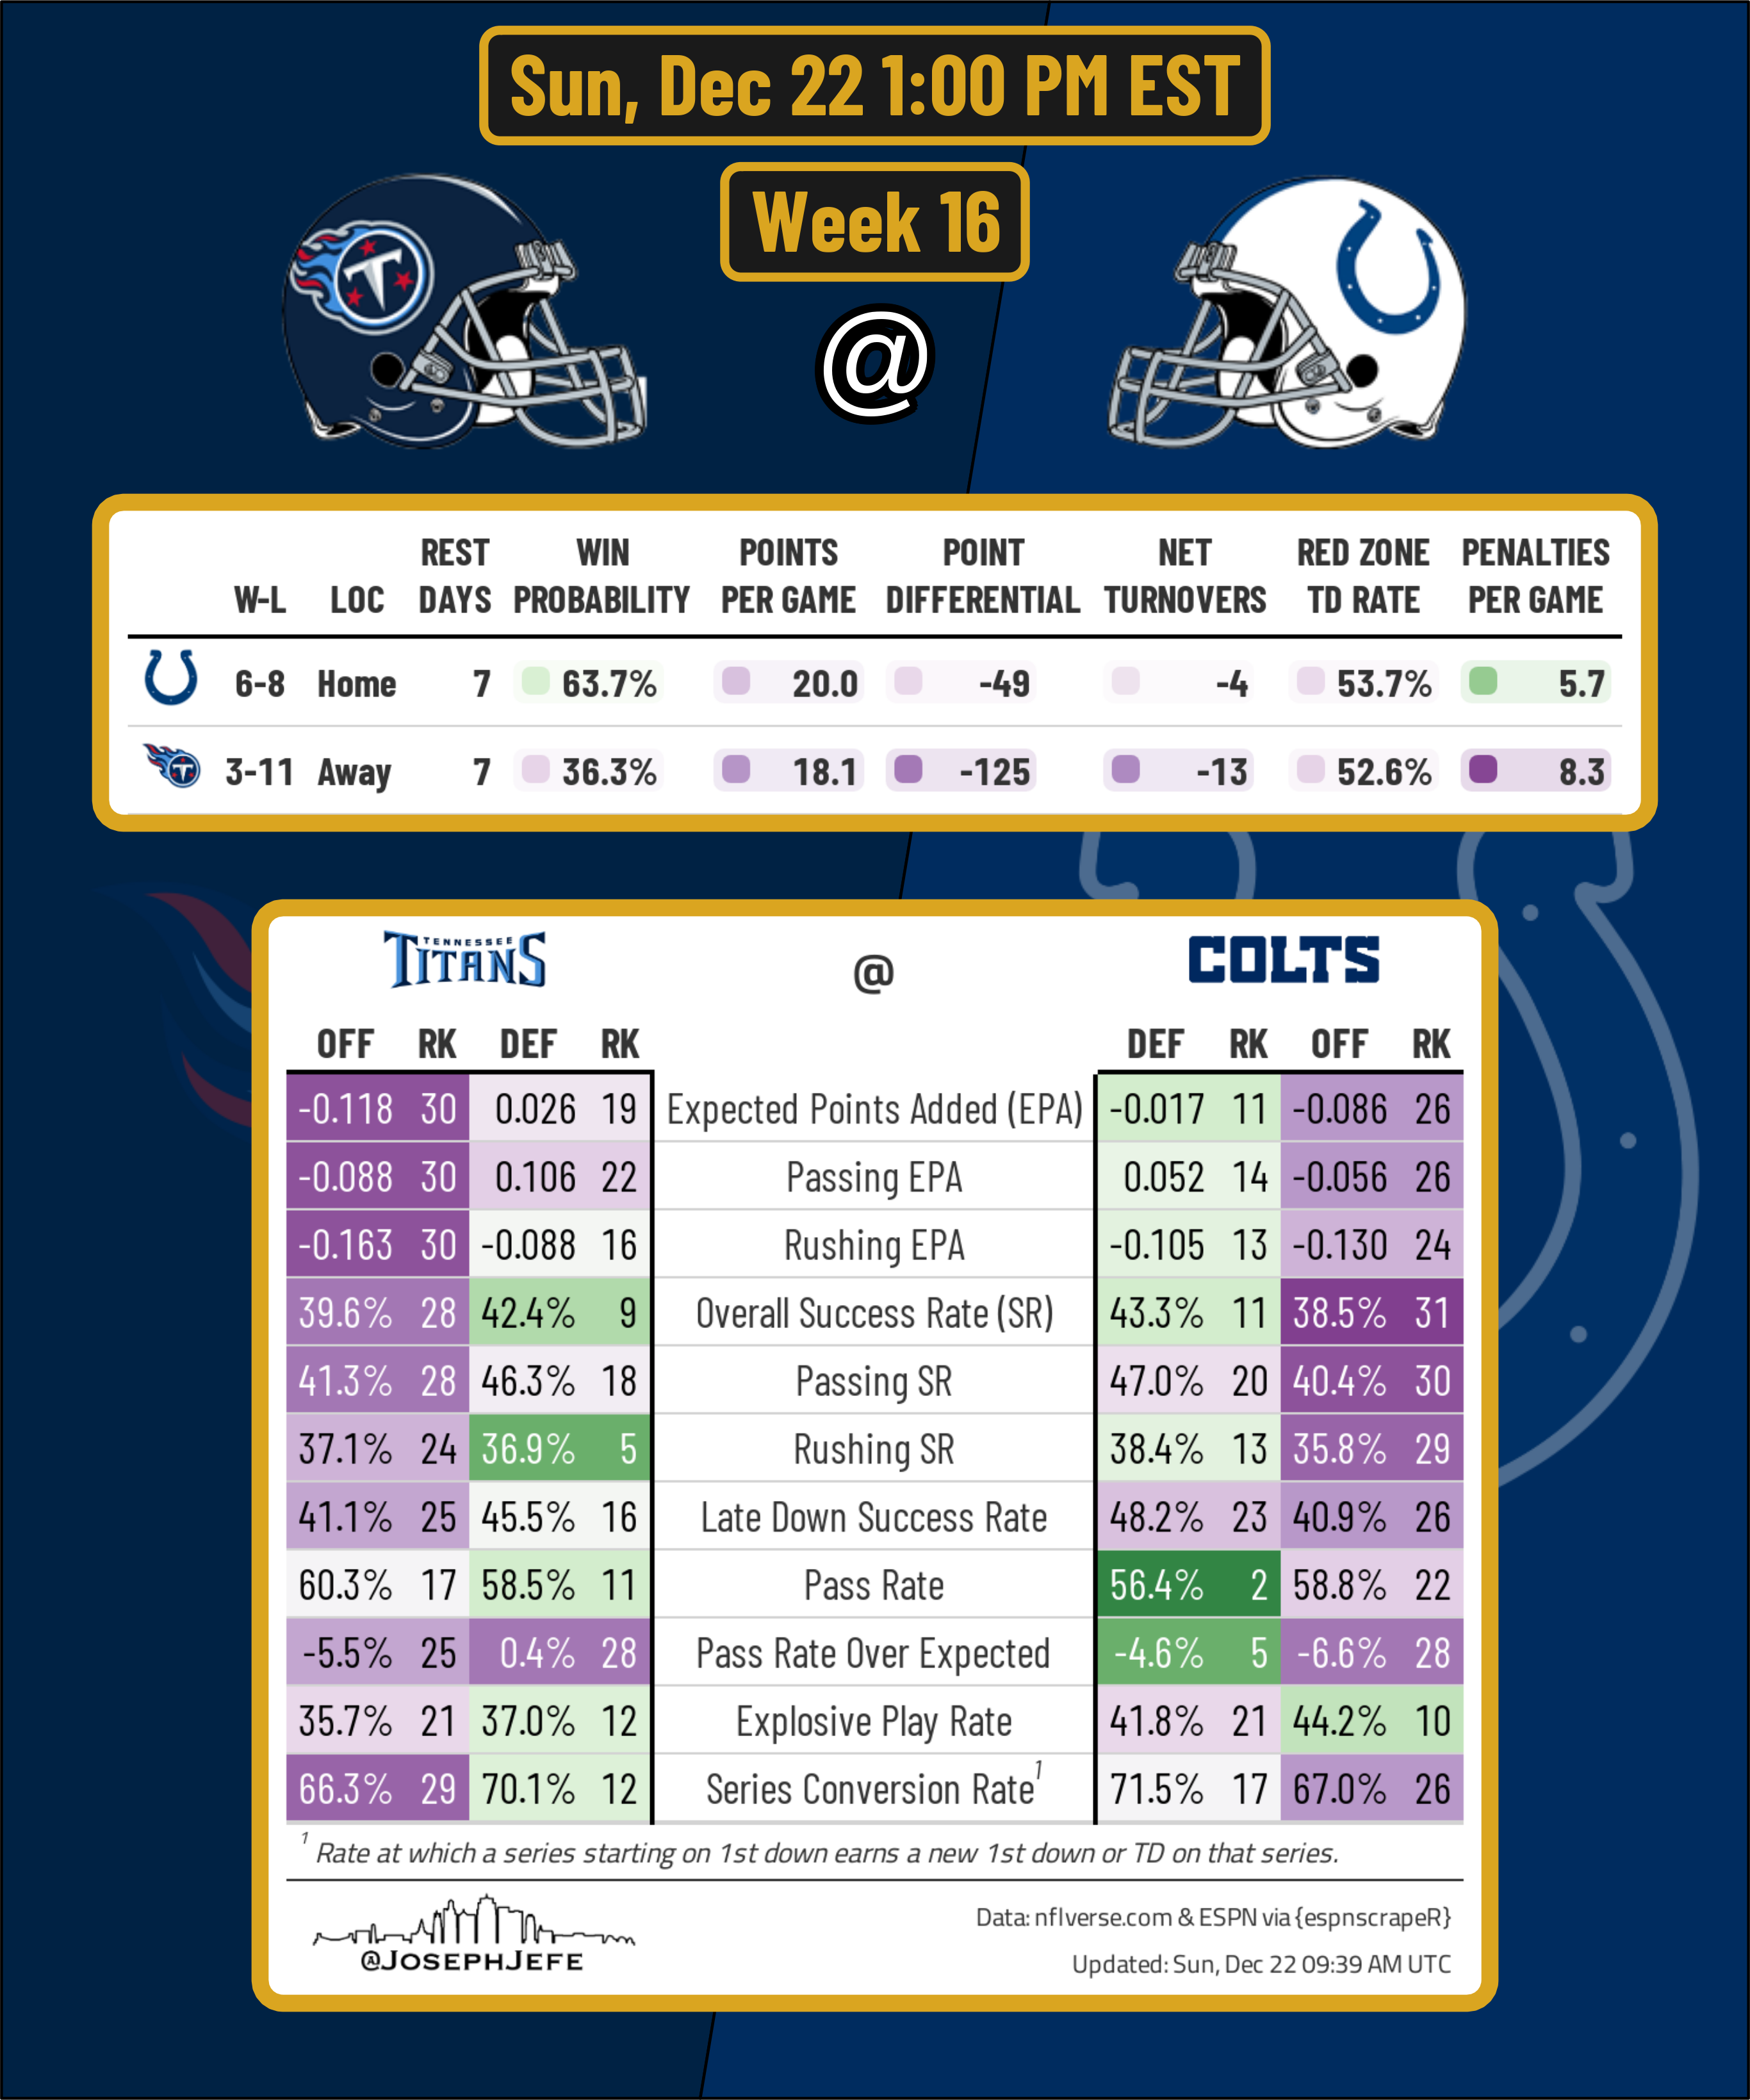 Sun, Dec 22 1:00 PM EST
Week 16
@
W-L LOC REST DAYS WIN PROBABILITY POINTS PER GAME POINT DIFFERENTIAL NET TURNOVERS RED ZONE TD RATE PENALTIES PER GAME
6-8 Home 7 63.7% 20.0 -49 -4 53.7% 5.7
3-11 Away 7 36.3% 18.1 -125 -13 52.6% 8.3
TENNESSEE TITANS @ COLTS
OFF RK DEF RK DEF RK OFF RK
-0.118 30 0.026 19 Expected Points Added (EPA) -0.017 11 -0.086 26
-0.088 30 0.106 22 Passing EPA 0.052 14 -0.056 26
-0.163 30 -0.088 16 Rushing EPA -0.105 13 -0.130 24
39.6% 28 42.4% 9 Overall Success Rate (SR) 43.3% 11 38.5% 31
41.3% 28 46.3% 18 Passing SR 47.0% 20 40.4% 30
37.1% 24 36.9% 5 Rushing SR 38.4% 13 35.8% 29
41.1% 25 45.5% 16 Late Down Success Rate 48.2% 23 40.9% 26
60.3% 17 58.5% 11 Pass Rate 56.4% 2 58.8% 22
-5.5% 25 0.4% 28 Pass Rate Over Expected -4.6% 5 -6.6% 28
35.7% 21 37.0% 12 Explosive Play Rate 41.8% 21 44.2% 10
66.3% 29 70.1% 12 Series Conversion Rate1 71.5% 17 67.0% 26
1 Rate at which a series starting on 1st down earns a new 1st down or TD on that series.
@JosephJefe
Data: nflverse.com & ESPN via {espnscrapeR}
Updated: Sun, Dec 22 09:39 AM UTC